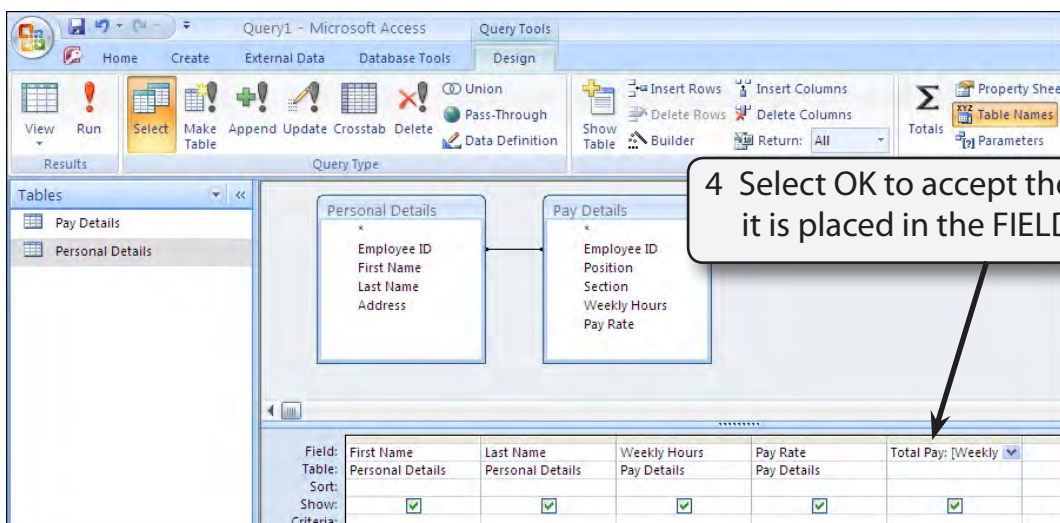 Query1 - Microsoft Access Query Tools
Home Create External Data Database Tools Design
View Run Select Make Table Append Update Crosstab Delete
Union
Pass-Through
Data Definition
Show Table
Insert Rows
Delete Rows
Builder
Insert Columns
Delete Columns
Return: All
Totals
Property Shee
XYZ Table Names
[?] Parameters
Results Query Type
4 Select OK to accept the
it is placed in the FIELD
Tables
Pay Details
Personal Details
Personal Details
*
Employee ID
First Name
Last Name
Address
Pay Details
*
Employee ID
Position
Section
Weekly Hours
Pay Rate
Field: First Name Last Name Weekly Hours Pay Rate Total Pay: [Weekly
Table: Personal Details Personal Details Pay Details Pay Details
Sort:
Show:
Criteria: